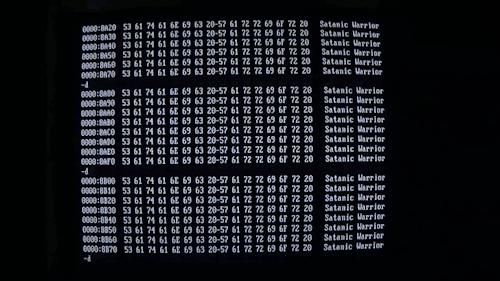 0000:8A20 53 61 74 61 6E 69 63 20-57 61 72 72 69 6F 72 20 Satanic Warrior
0000:8A30 53 61 74 61 6E 69 63 20-57 61 72 72 69 6F 72 20 Satanic Warrior
0000:8A40 53 61 74 61 6E 69 63 20-57 61 72 72 69 6F 72 20 Satanic Warrior
0000:8A50 53 61 74 61 6E 69 63 20-57 61 72 72 69 6F 72 20 Satanic Warrior
0000:8A60 53 61 74 61 6E 69 63 20-57 61 72 72 69 6F 72 20 Satanic Warrior
0000:8A70 53 61 74 61 6E 69 63 20-57 61 72 72 69 6F 72 20 Satanic Warrior
-d
0000:8A80 53 61 74 61 6E 69 63 20-57 61 72 72 69 6F 72 20 Satanic Warrior
0000:8A90 53 61 74 61 6E 69 63 20-57 61 72 72 69 6F 72 20 Satanic Warrior
0000:8AA0 53 61 74 61 6E 69 63 20-57 61 72 72 69 6F 72 20 Satanic Warrior
0000:8AB0 53 61 74 61 6E 69 63 20-57 61 72 72 69 6F 72 20 Satanic Warrior
0000:8AC0 53 61 74 61 6E 69 63 20-57 61 72 72 69 6F 72 20 Satanic Warrior
0000:8AD0 53 61 74 61 6E 69 63 20-57 61 72 72 69 6F 72 20 Satanic Warrior
0000:8AE0 53 61 74 61 6E 69 63 20-57 61 72 72 69 6F 72 20 Satanic Warrior
0000:8AF0 53 61 74 61 6E 69 63 20-57 61 72 72 69 6F 72 20 Satanic Warrior
-d
0000:8B00 53 61 74 61 6E 69 63 20-57 61 72 72 69 6F 72 20 Satanic Warrior
0000:8B10 53 61 74 61 6E 69 63 20-57 61 72 72 69 6F 72 20 Satanic Warrior
0000:8B20 53 61 74 61 6E 69 63 20-57 61 72 72 69 6F 72 20 Satanic Warrior
0000:8B30 53 61 74 61 6E 69 63 20-57 61 72 72 69 6F 72 20 Satanic Warrior
0000:8B40 53 61 74 61 6E 69 63 20-57 61 72 72 69 6F 72 20 Satanic Warrior
0000:8B50 53 61 74 61 6E 69 63 20-57 61 72 72 69 6F 72 20 Satanic Warrior
0000:8B60 53 61 74 61 6E 69 63 20-57 61 72 72 69 6F 72 20 Satanic Warrior
0000:8B70 53 61 74 61 6E 69 63 20-57 61 72 72 69 6F 72 20 Satanic Warrior
-d